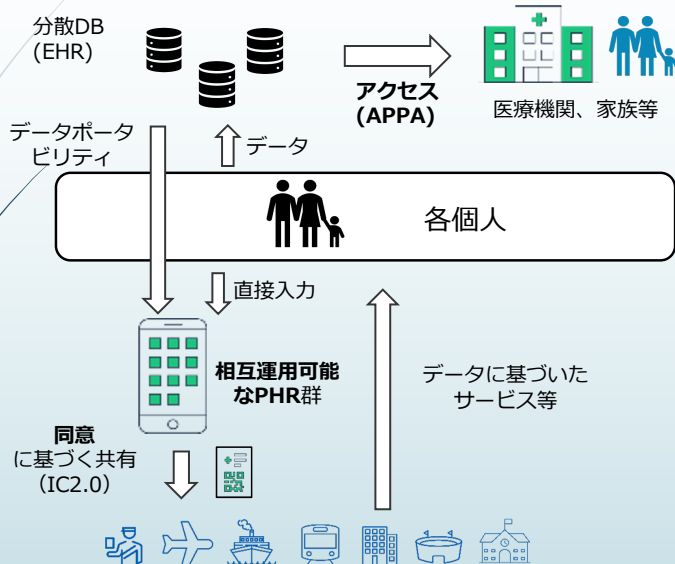 分散DB
(EHR)
アクセス
(APPA)
医療機関、家族等
データポータ
ビリティ
データ
各個人
直接入力
相互運用可能
なPHR群
データに基づいた
サービス等
同意
に基づく共有
（IC2.0）